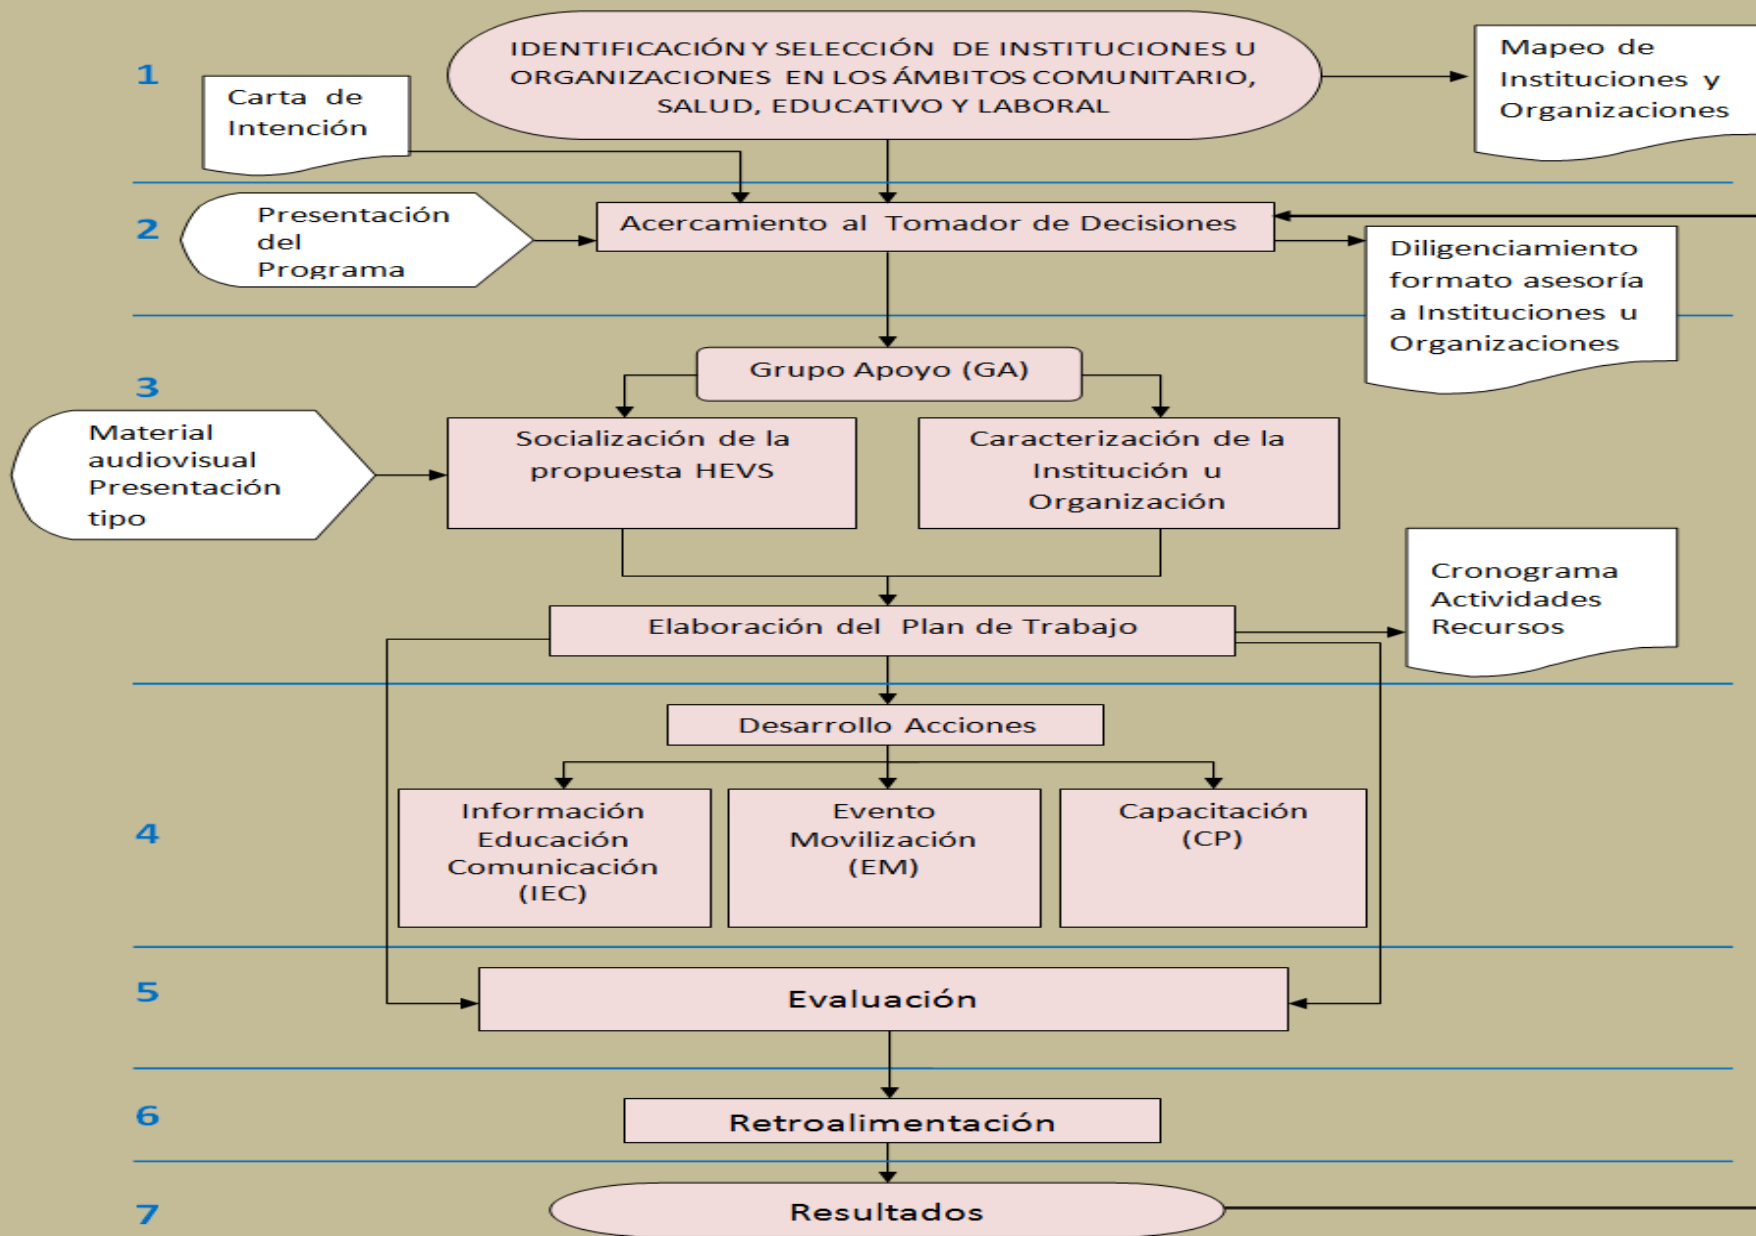 1
IDENTIFICACIÓN Y SELECCIÓN DE INSTITUCIONES U
ORGANIZACIONES EN LOS ÁMBITOS COMUNITARIO,
SALUD, EDUCATIVO Y LABORAL
Mapeo de
Instituciones y
Organizaciones
Carta de
Intención
2
Presentación
del
Programa
Acercamiento al Tomador de Decisiones
Diligenciamiento
formato asesoría
a Instituciones u
Organizaciones
3
Grupo Apoyo (GA)
Material
audiovisual
Presentación
tipo
Socialización de la
propuesta HEVS
Caracterización de la
Institución u
Organización
Elaboración del Plan de Trabajo
Cronograma
Actividades
Recursos
4
Desarrollo Acciones
Información
Educación
Comunicación
(IEC)
Evento
Movilización
(EM)
Capacitación
(CP)
5
Evaluación
6
Retroalimentación
7
Resultados